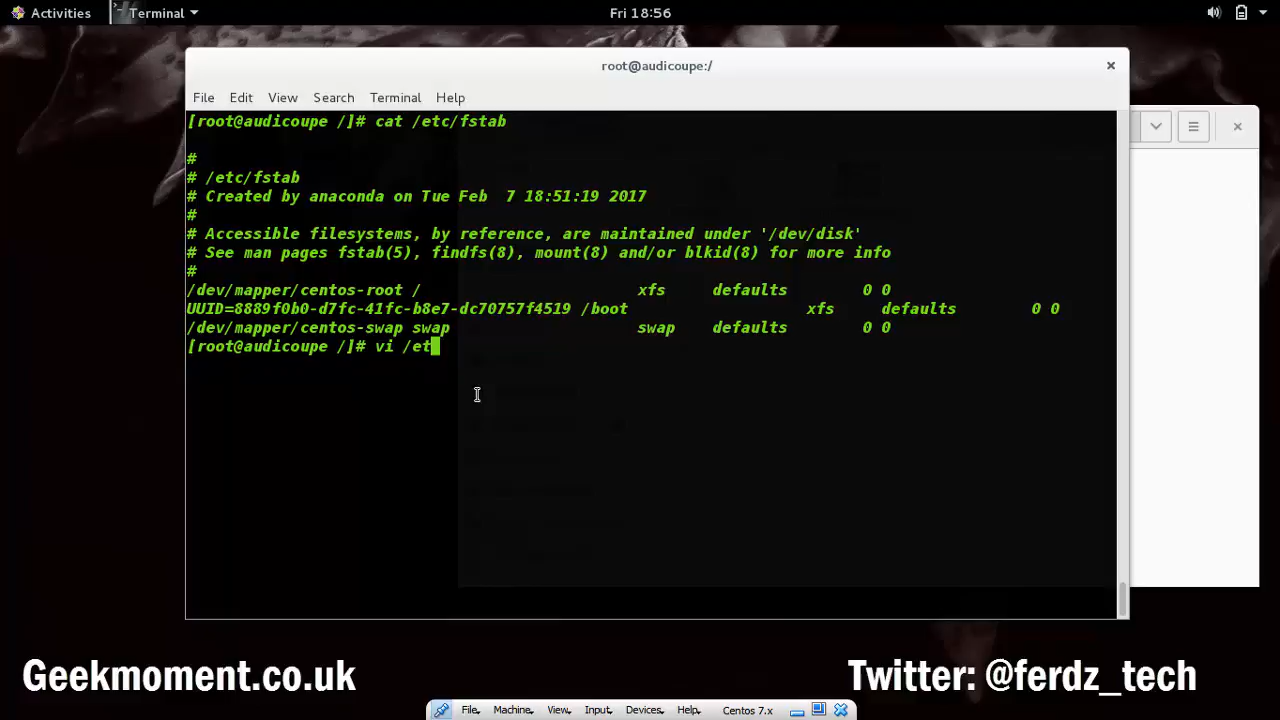 Activities Terminal Fri 18:56
root@audicoupe:/
File Edit View Search Terminal Help
[root@audicoupe /]# cat /etc/fstab
#
# /etc/fstab
# Created by anaconda on Tue Feb  7 18:51:19 2017
#
# Accessible filesystems, by reference, are maintained under '/dev/disk'
# See man pages fstab(5), findfs(8), mount(8) and/or blkid(8) for more info
#
/dev/mapper/centos-root / xfs defaults 0 0
UUID=8889f0b0-d7fc-41fc-b8e7-dc70757f4519 /boot xfs defaults 0 0
/dev/mapper/centos-swap swap swap defaults 0 0
[root@audicoupe /]# vi /et
Geekmoment.co.uk Twitter: @ferdz_tech
File Machine View Input Devices Help Centos 7.x